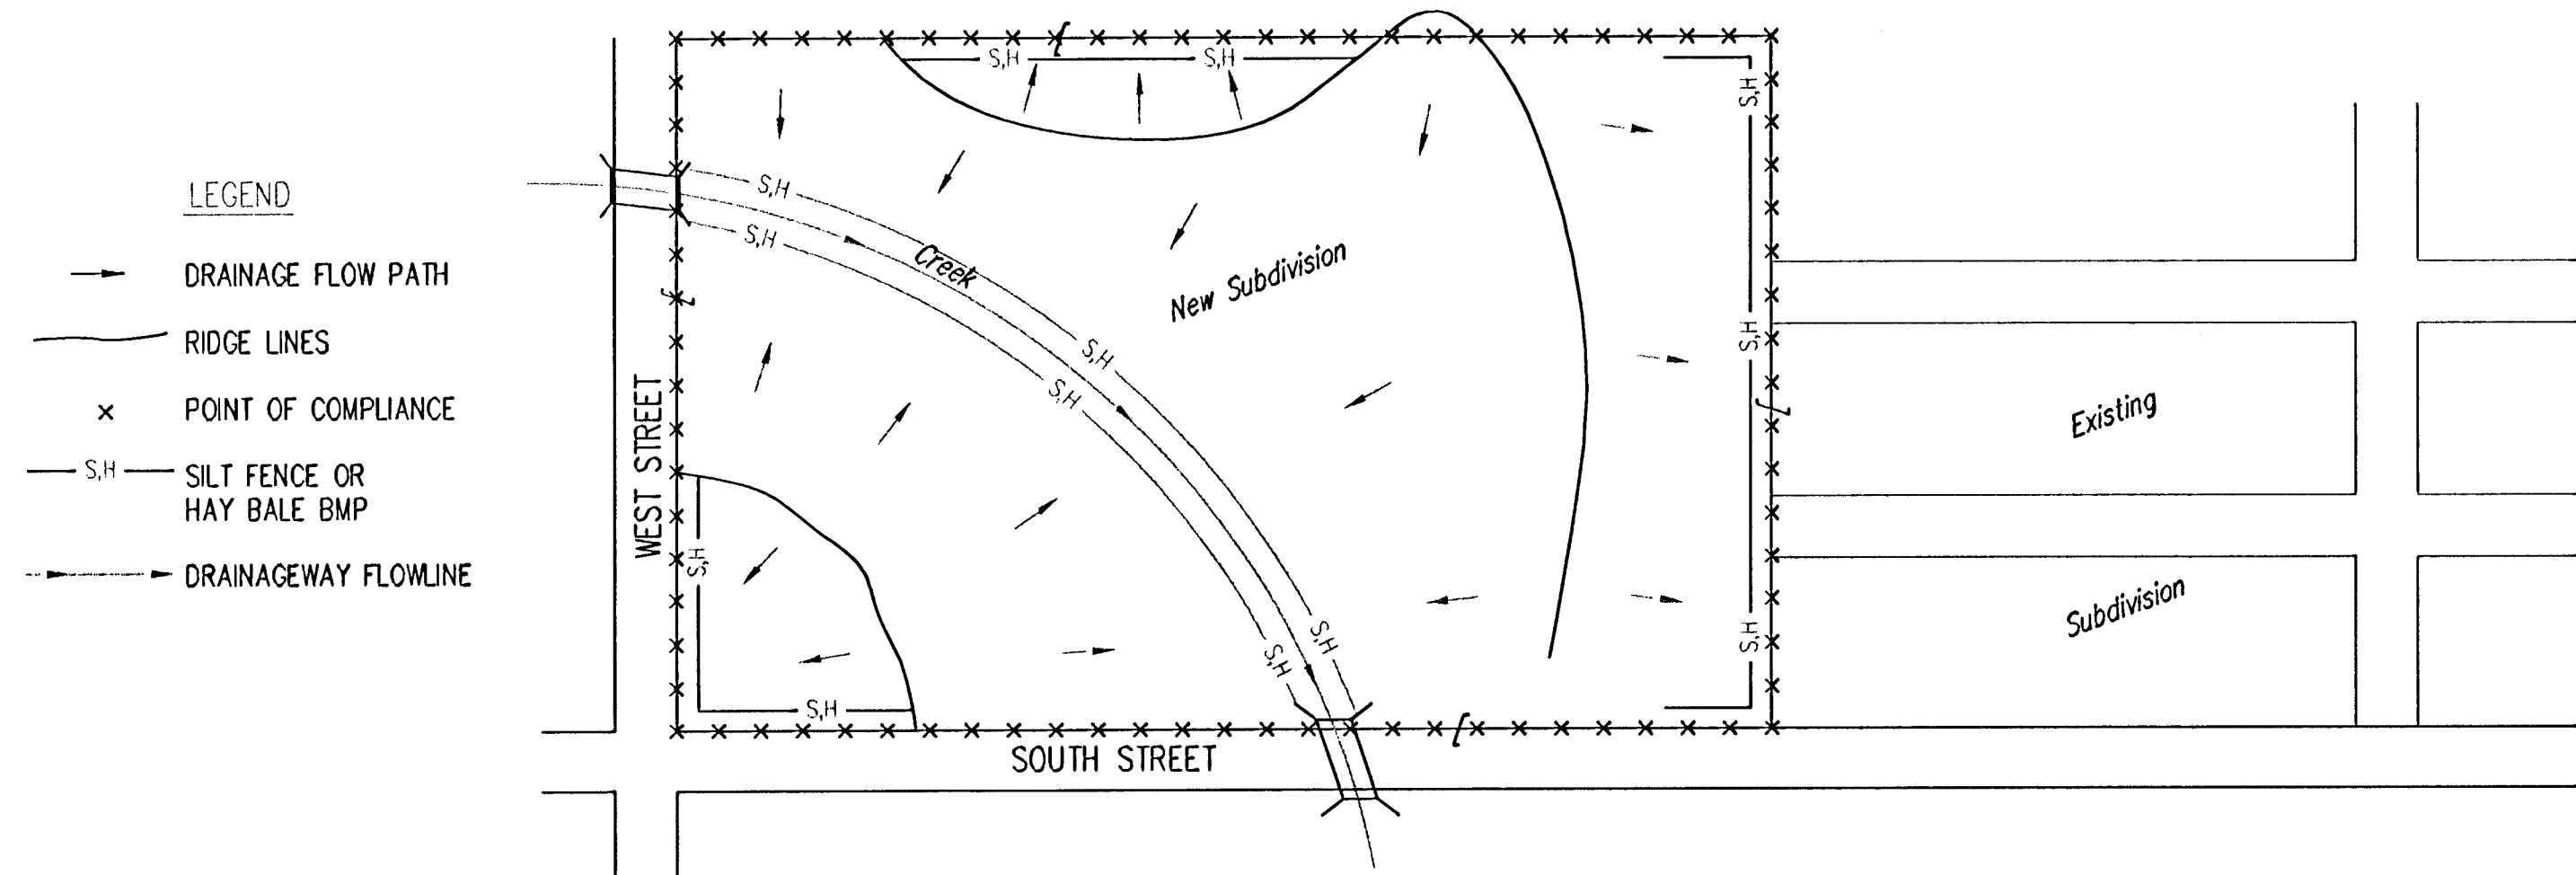 LEGEND
DRAINAGE FLOW PATH
RIDGE LINES
× POINT OF COMPLIANCE
S,H SILT FENCE OR
HAY BALE BMP
DRAINAGEWAY FLOWLINE
S,H
S,H
S,H
S,H
S,H
Creek
New Subdivision
S,H
S,H
S,H
WEST STREET
Existing
S,H
Subdivision
S,H
S,H
S,H
S,H
SOUTH STREET